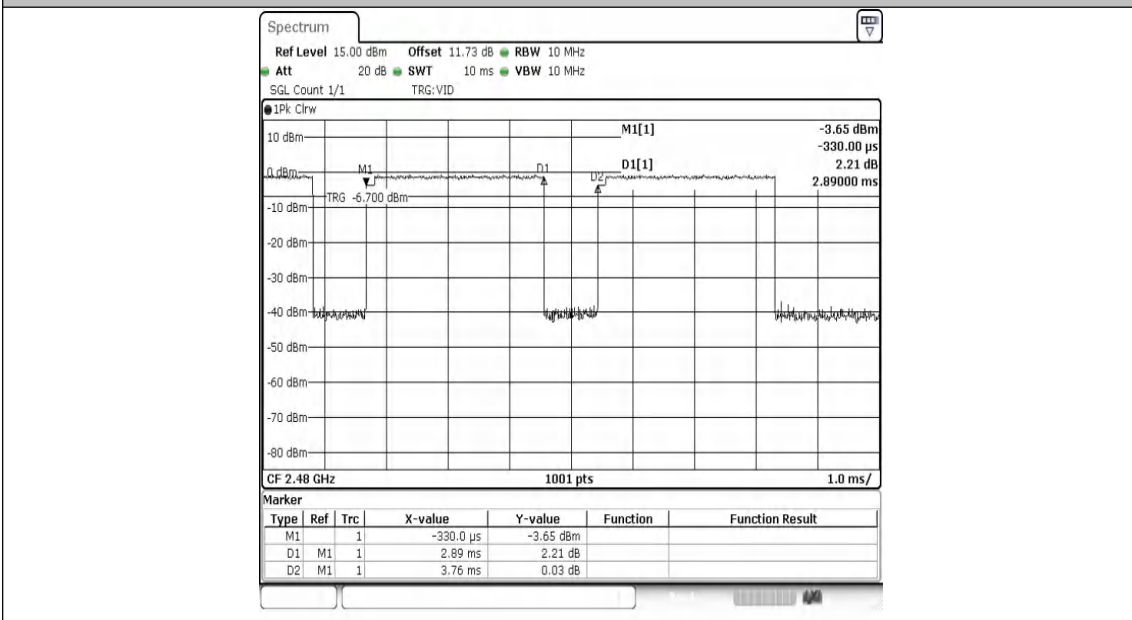 Spectrum
Ref Level 15.00 dBm Offset 11.73 dB RBW 10 MHz
Att 20 dB SWT 10 ms VBW 10 MHz
SGL Count 1/1 TRG:VID
1Pk Clrw
M1[1] -3.65 dBm
-330.00 µs
D1[1] 2.21 dB
2.89000 ms
10 dBm
0 dBm
M1
D1
D2
TRG -6.700 dBm
-10 dBm
-20 dBm
-30 dBm
-40 dBm
-50 dBm
-60 dBm
-70 dBm
-80 dBm
CF 2.48 GHz 1001 pts 1.0 ms/
Marker
Type Ref Trc X-value Y-value Function Function Result
M1 1 -330.0 µs -3.65 dBm
D1 M1 1 2.89 ms 2.21 dB
D2 M1 1 3.76 ms 0.03 dB